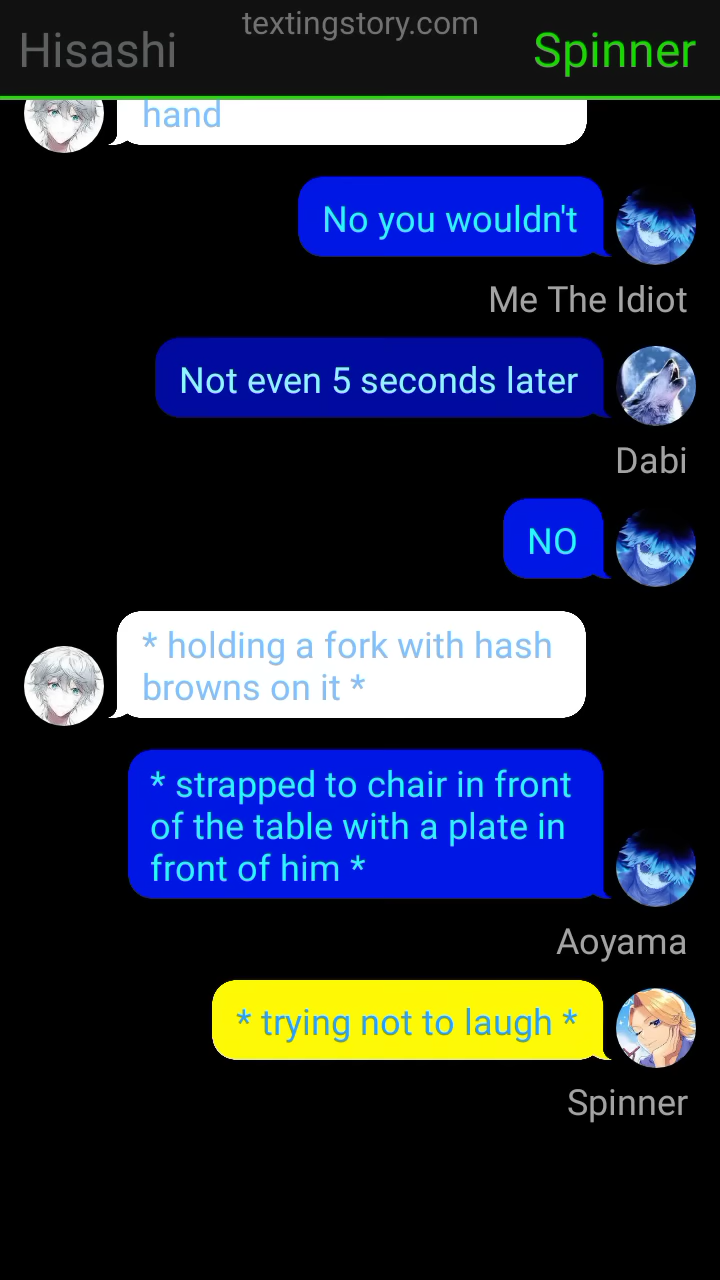 textingstory.com
Hisashi
Spinner
hand
No you wouldn't
Me The Idiot
Not even 5 seconds later
Dabi
NO
* holding a fork with hash
browns on it *
* strapped to chair in front
of the table with a plate in
front of him *
Aoyama
* trying not to laugh *
Spinner